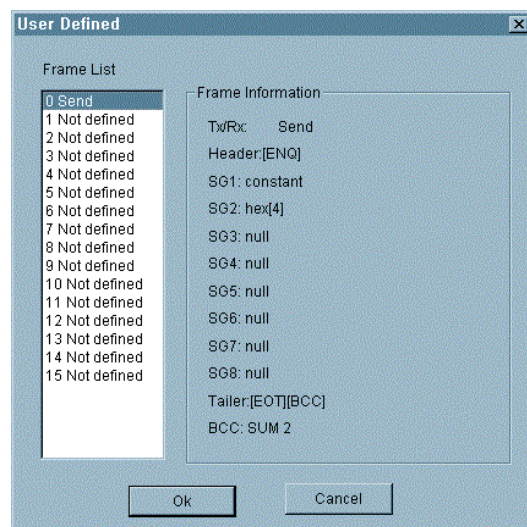 User Defined
Frame List
0 Send
1 Not defined
2 Not defined
3 Not defined
4 Not defined
5 Not defined
6 Not defined
7 Not defined
8 Not defined
9 Not defined
10 Not defined
11 Not defined
12 Not defined
13 Not defined
14 Not defined
15 Not defined
Frame Information
Tx/Rx: Send
Header:[ENQ]
SG1: constant
SG2: hex[4]
SG3: null
SG4: null
SG5: null
SG6: null
SG7: null
SG8: null
Tailer:[EOT][BCC]
BCC: SUM 2
Ok
Cancel